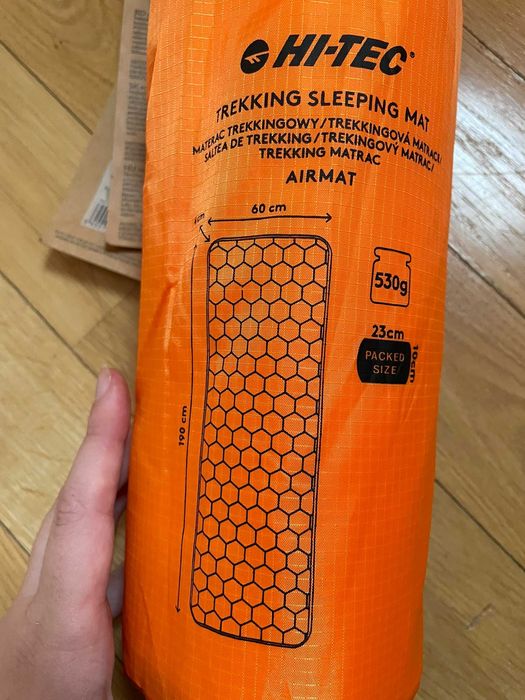 HI-TEC
TREKKING SLEEPING MAT
MATERAC TREKKINGOWY/TREKKINGOVÁ MATRACE/
SALTEA DE TREKKING/TREKINGOVÝ MATRAC/
TREKKING MATRAC
AIRMAT
60 cm
190 cm
530g
23cm
10cm
PACKED
SIZE